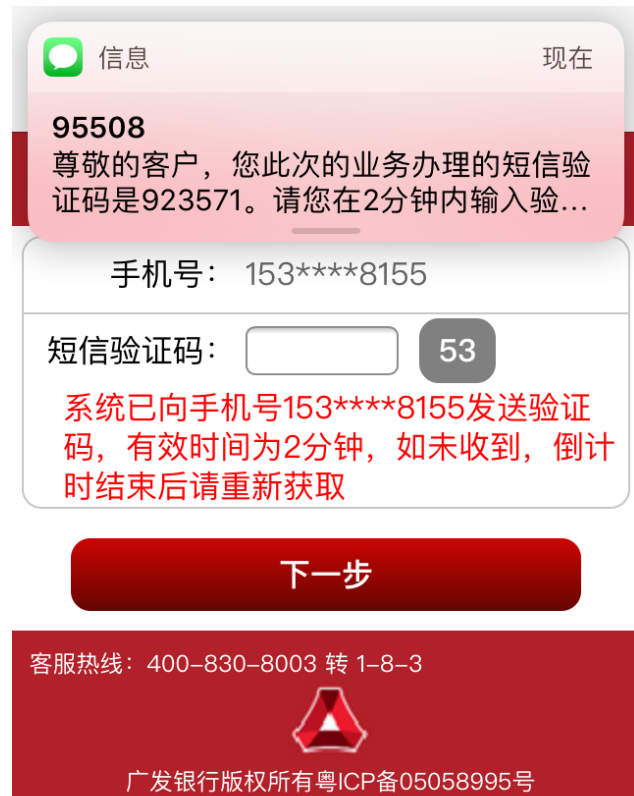 信息
现在
95508
尊敬的客户，您此次的业务办理的短信验
证码是923571。请您在2分钟内输入验...
手机号： 153****8155
短信验证码： 53
系统已向手机号153****8155发送验证
码，有效时间为2分钟，如未收到，倒计
时结束后请重新获取
下一步
客服热线：400-830-8003 转 1-8-3
广发银行版权所有粤ICP备05058995号